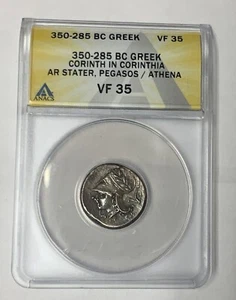 350-285 BC GREEK VF 35
350-285 BC GREEK
CORINTH IN CORINTHIA
AR STATER, PEGASOS / ATHENA
VF 35
ANACS